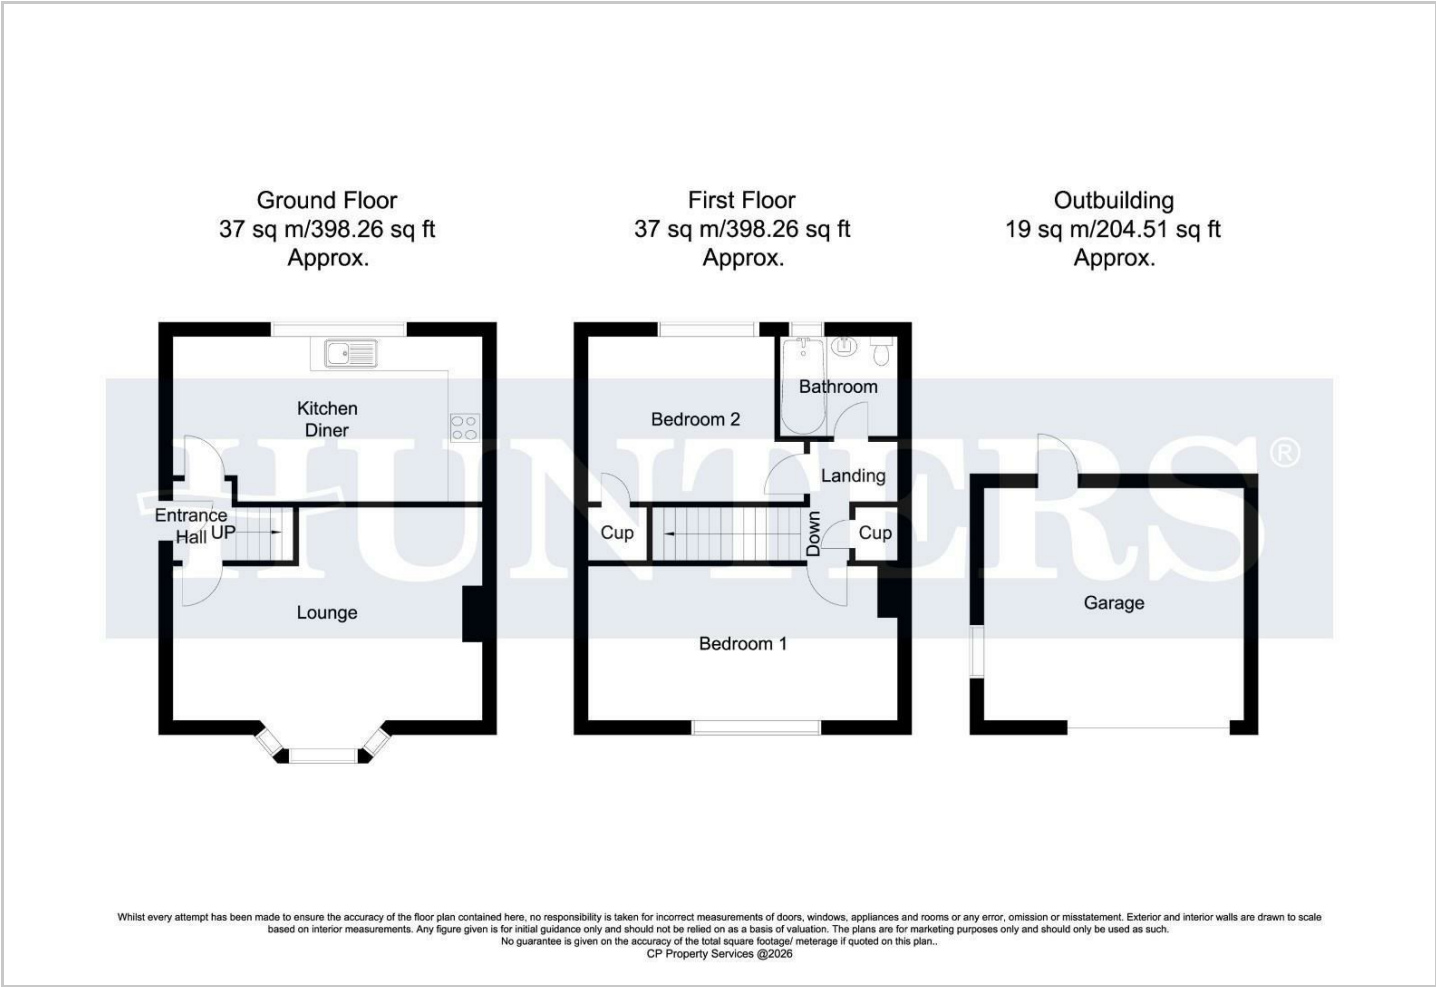 Ground Floor
37 sq m/398.26 sq ft
Approx.
First Floor
37 sq m/398.26 sq ft
Approx.
Outbuilding
19 sq m/204.51 sq ft
Approx.
Kitchen
Diner
Entrance
Hall
UP
Lounge
Bedroom 2
Bathroom
Landing
Cup
Down
Cup
Bedroom 1
Garage
HUNTERS®
Whilst every attempt has been made to ensure the accuracy of the floor plan contained here, no responsibility is taken for incorrect measurements of doors, windows, appliances and rooms or any error, omission or misstatement. Exterior and interior walls are drawn to scale
based on interior measurements. Any figure given is for initial guidance only and should not be relied on as a basis of valuation. The plans are for marketing purposes only and should only be used as such.
No guarantee is given on the accuracy of the total square footage/ meterage if quoted on this plan..
CP Property Services @2026